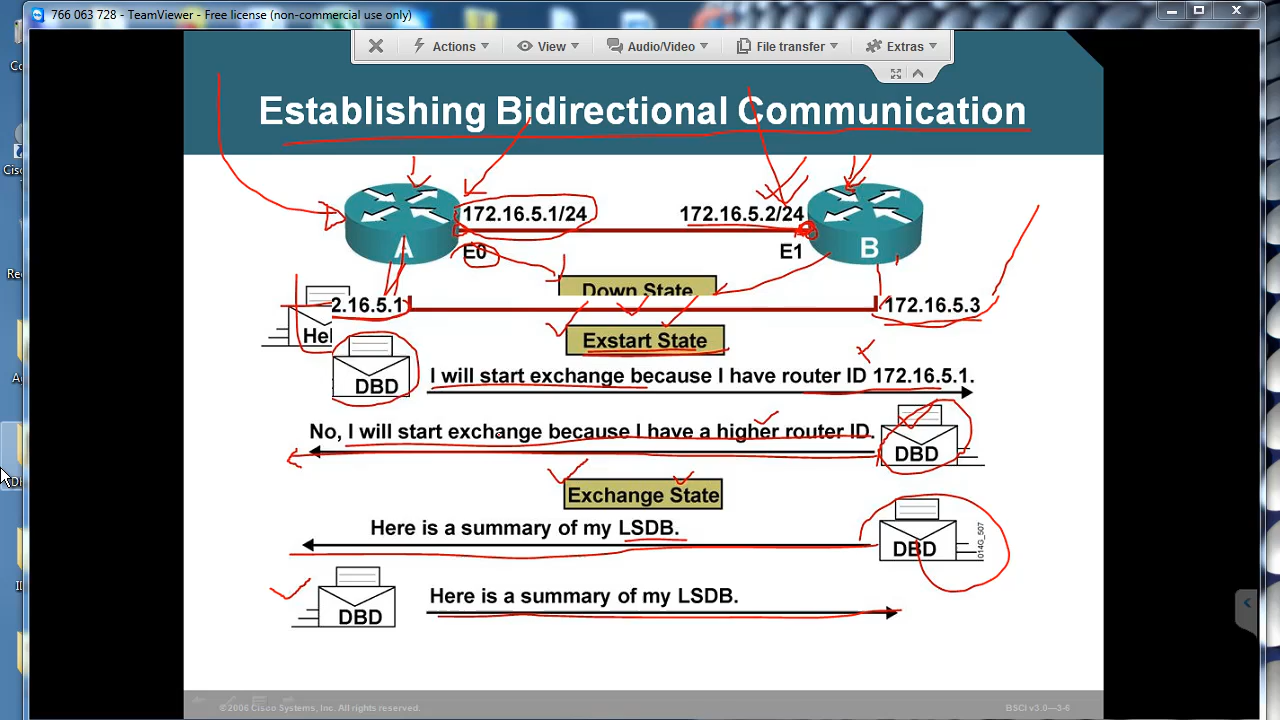 766 063 728 - TeamViewer - Free license (non-commercial use only)
Actions View Audio/Video File transfer Extras
Establishing Bidirectional Communication
172.16.5.1/24 172.16.5.2/24
A E0 E1 B
Down State
2.16.5.1 172.16.5.3
Hel
Exstart State
DBD I will start exchange because I have router ID 172.16.5.1.
No, I will start exchange because I have a higher router ID.
DBD
Exchange State
Here is a summary of my LSDB.
DBD
014G_507
Here is a summary of my LSDB.
DBD
© 2006 Cisco Systems, Inc. All rights reserved. BSCI v3.0—3-6